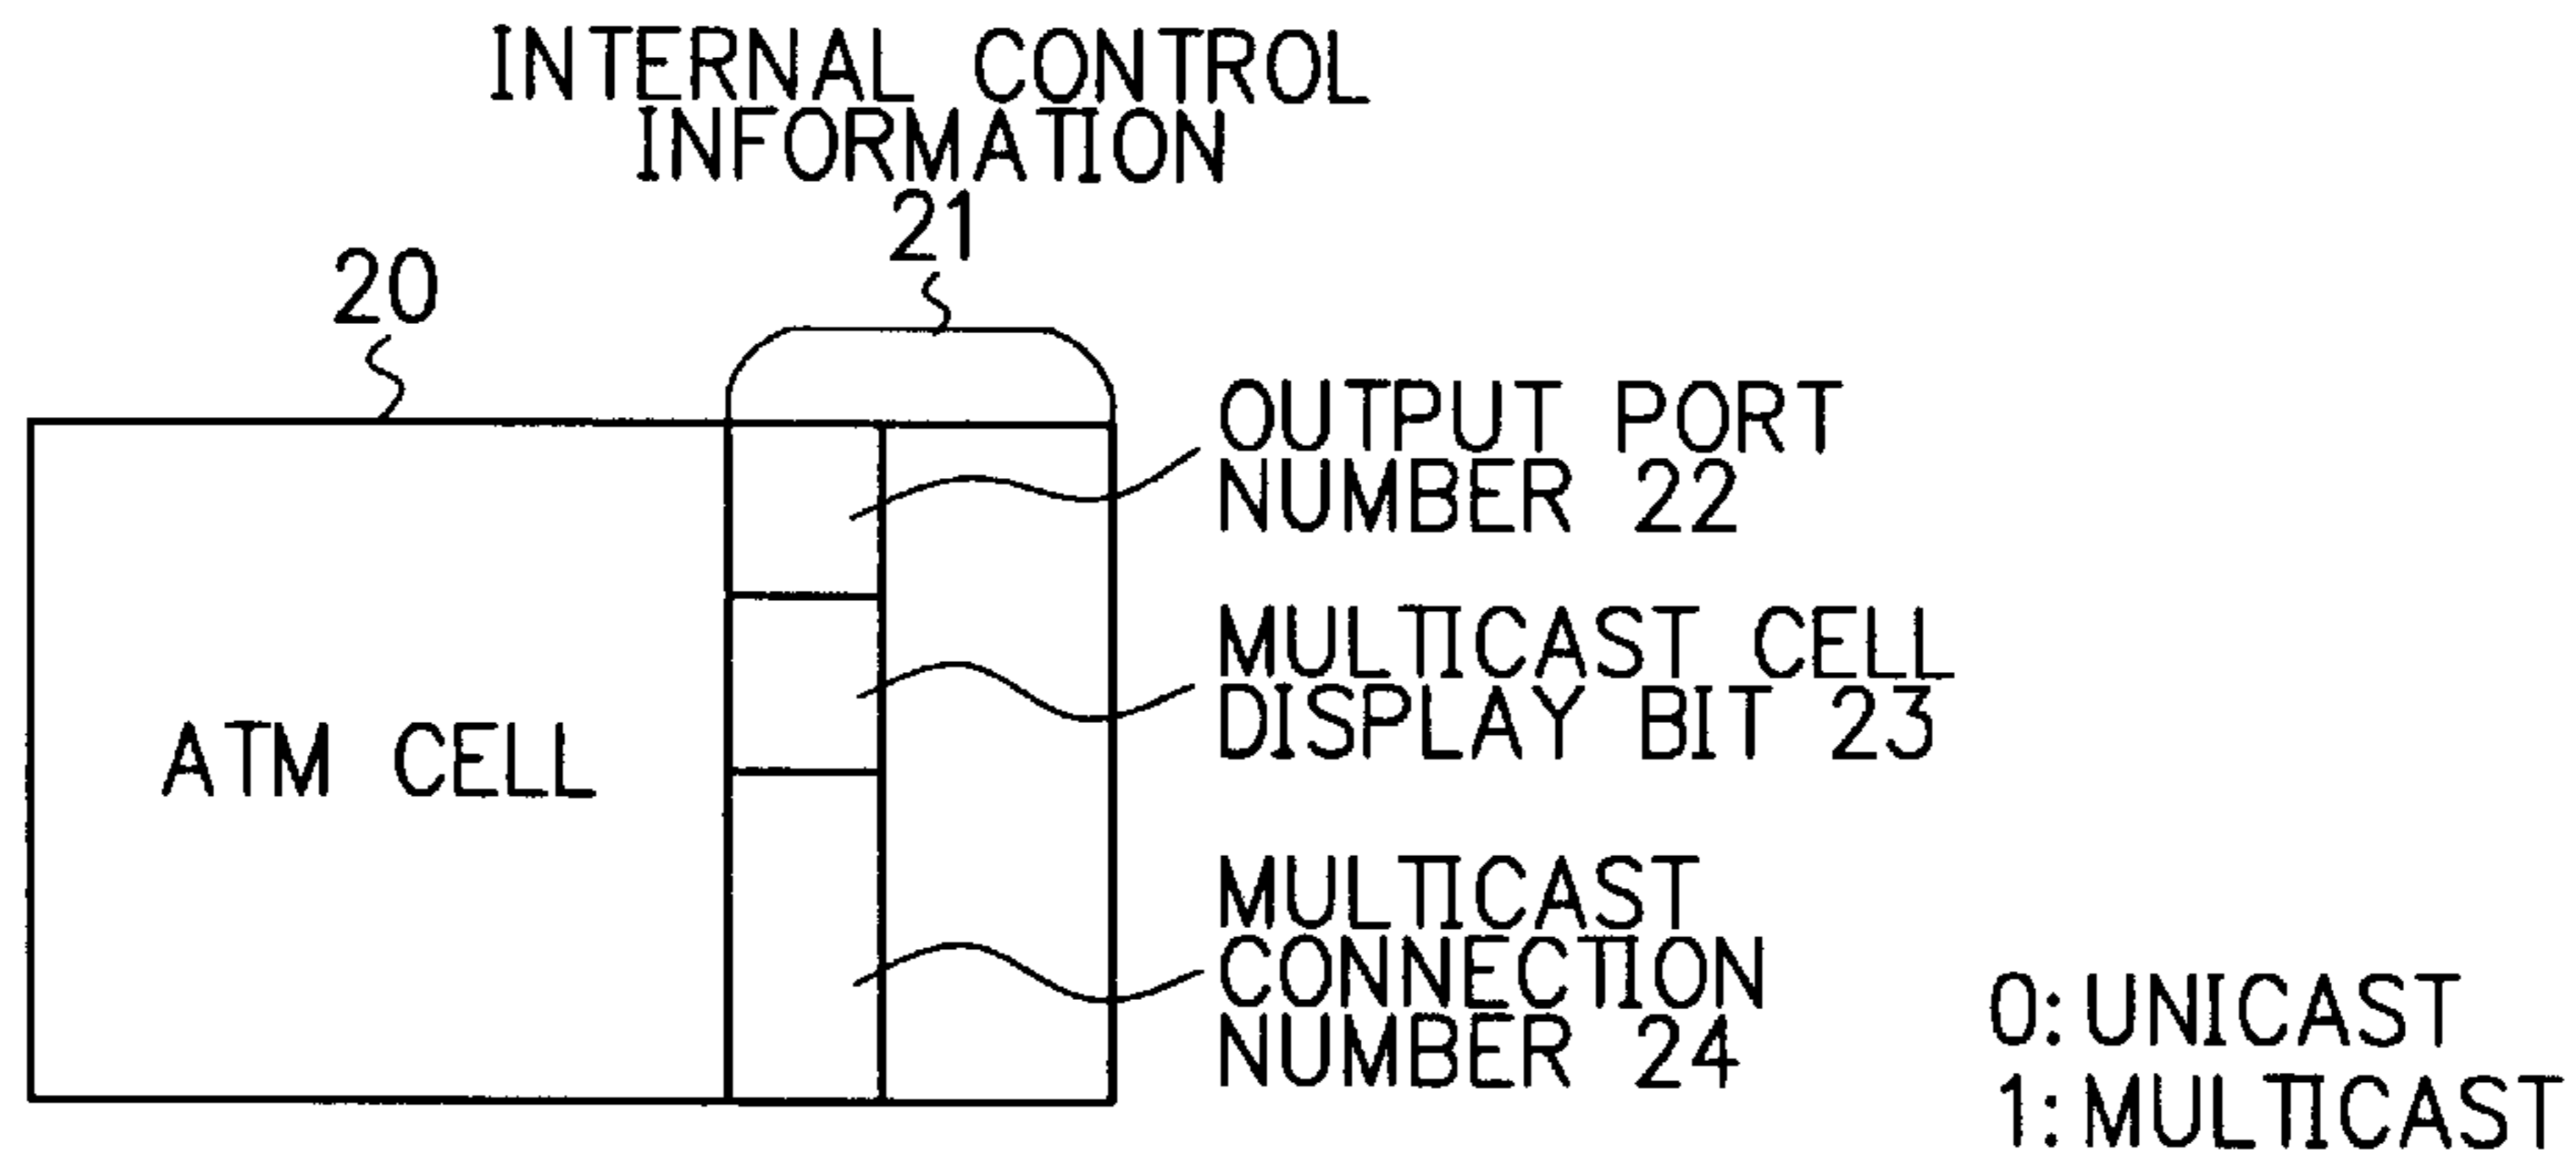 INTERNAL CONTROL
INFORMATION
21
20
OUTPUT PORT
NUMBER 22
MULTICAST CELL
DISPLAY BIT 23
ATM CELL
MULTICAST
CONNECTION
NUMBER 24
0: UNICAST
1: MULTICAST